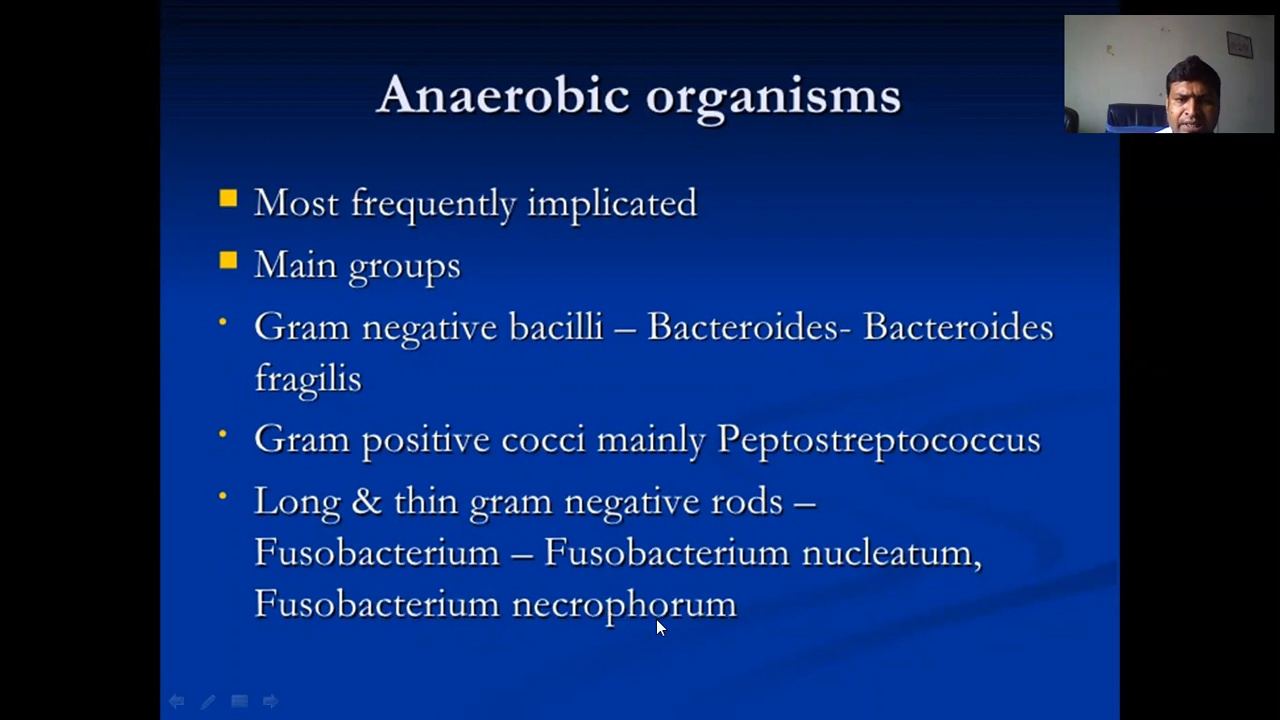 Anaerobic organisms
Most frequently implicated
Main groups
Gram negative bacilli – Bacteroides- Bacteroides
fragilis
Gram positive cocci mainly Peptostreptococcus
Long & thin gram negative rods –
Fusobacterium – Fusobacterium nucleatum,
Fusobacterium necrophorum